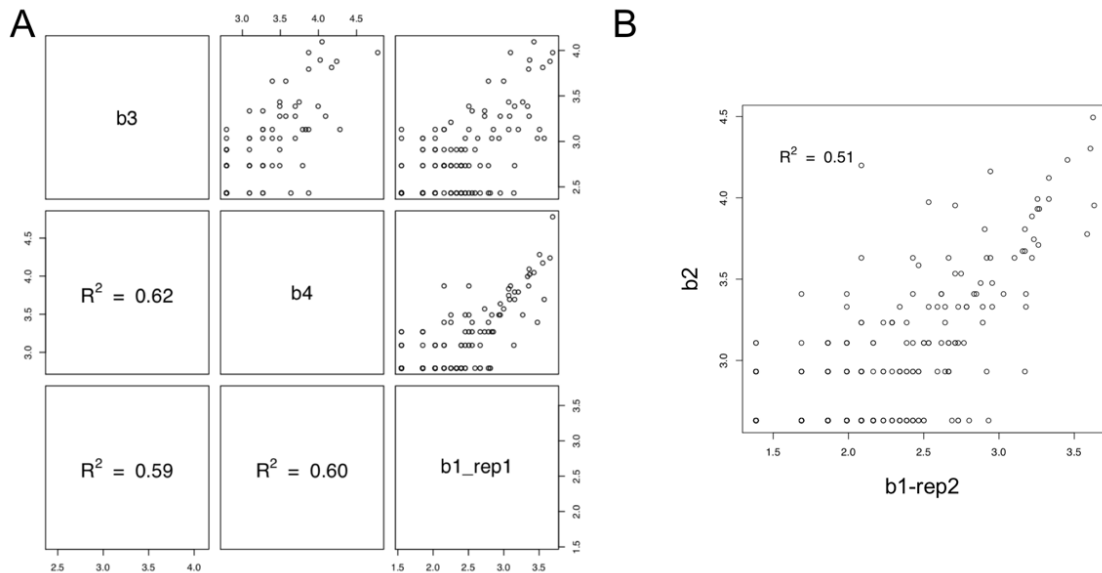 A
B
3.0 3.5 4.0 4.5
b3
2.5 3.0 3.5 4.0
3.0 3.5 4.0 4.5
R² = 0.62
b4
R² = 0.59
R² = 0.60
b1_rep1
1.5 2.0 2.5 3.0 3.5
2.5 3.0 3.5 4.0
1.5 2.0 2.5 3.0 3.5
R² = 0.51
b2
3.0 3.5 4.0 4.5
1.5 2.0 2.5 3.0 3.5
b1-rep2